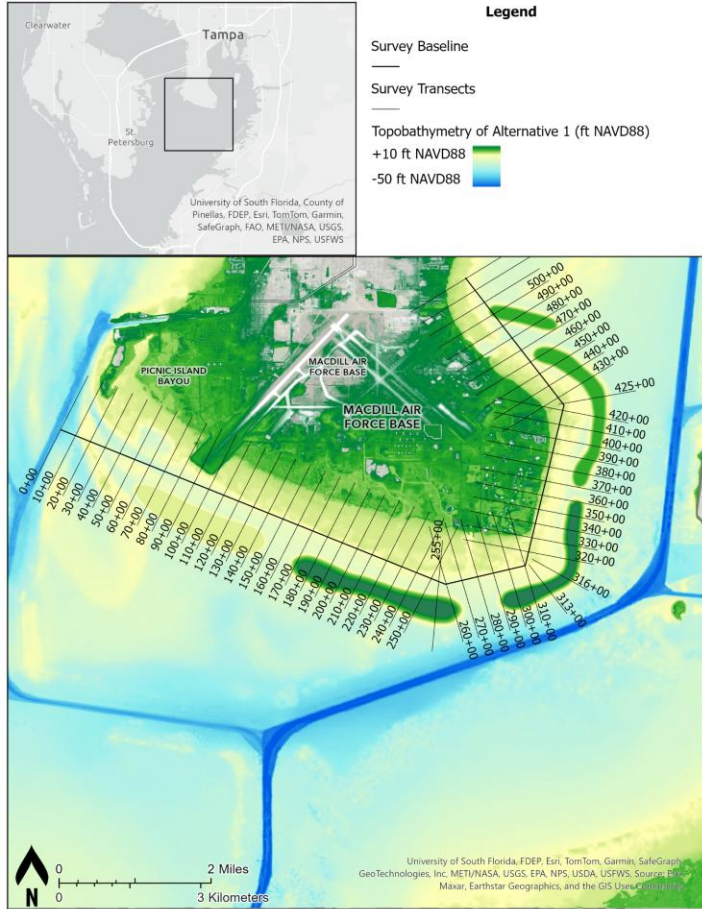 Clearwater
Tampa
St.
Petersburg
University of South Florida, County of
Pinellas, FDEP, Esri, TomTom, Garmin,
SafeGraph, FAO, METI/NASA, USGS,
EPA, NPS, USFWS
Legend
Survey Baseline
Survey Transects
Topobathymetry of Alternative 1 (ft NAVD88)
+10 ft NAVD88
-50 ft NAVD88
500+00
490+00
480+00
470+00
460+00
450+00
440+00
430+00
425+00
420+00
410+00
400+00
390+00
380+00
370+00
360+00
350+00
340+00
330+00
320+00
316+00
313+00
310+00
300+00
290+00
280+00
270+00
260+00
PICNIC ISLAND
BAYOU
MACDILL AIR
FORCE BASE
MACDILL AIR
FORCE BASE
0+00
10+00
20+00
30+00
40+00
50+00
60+00
70+00
80+00
90+00
100+00
110+00
120+00
130+00
140+00
150+00
160+00
170+00
180+00
190+00
200+00
210+00
220+00
230+00
240+00
250+00
255+00
N
0 2 Miles
0 3 Kilometers
University of South Florida, FDEP, Esri, TomTom, Garmin, SafeGraph,
GeoTechnologies, Inc, METI/NASA, USGS, EPA, NPS, USDA, USFWS, Source:
Maxar, Earthstar Geographics, and the GIS User